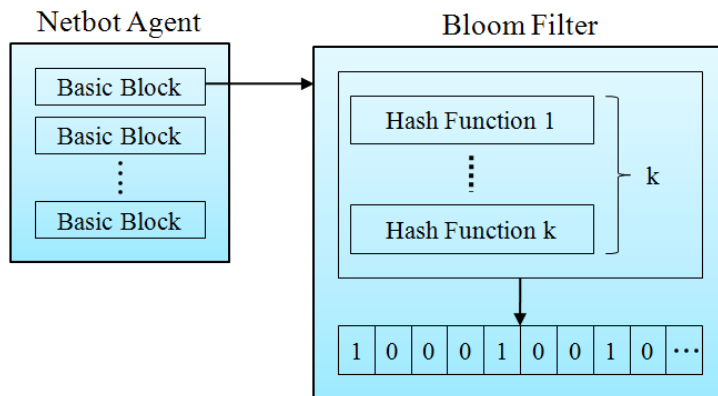 Netbot Agent
Basic Block
Basic Block
Basic Block
Bloom Filter
Hash Function 1
Hash Function k
k
1 0 0 0 1 0 0 1 0 ⋯